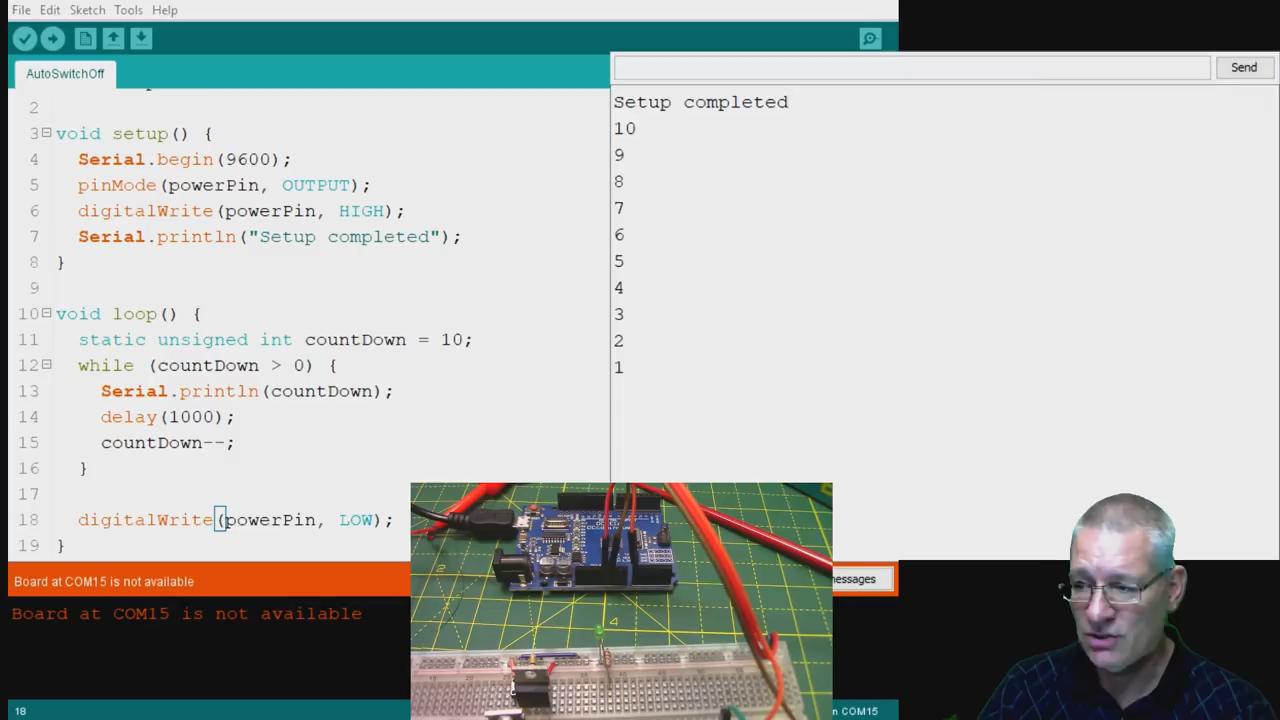 File Edit Sketch Tools Help
AutoSwitchOff
2
3 void setup() {
4 Serial.begin(9600);
5 pinMode(powerPin, OUTPUT);
6 digitalWrite(powerPin, HIGH);
7 Serial.println("Setup completed");
8 }
9
10 void loop() {
11 static unsigned int countDown = 10;
12 while (countDown > 0) {
13 Serial.println(countDown);
14 delay(1000);
15 countDown--;
16 }
17
18 digitalWrite(powerPin, LOW);
19 }
Board at COM15 is not available
messages
Board at COM15 is not available
18
COM15
Send
Setup completed
10
9
8
7
6
5
4
3
2
1